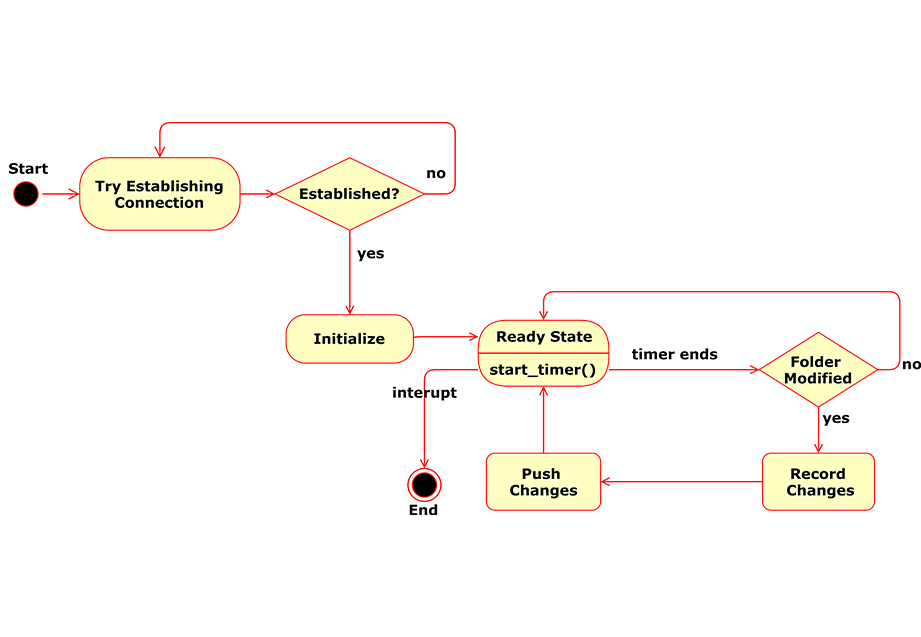 Start
Try Establishing
Connection
Established?
no
yes
Initialize
Ready State
start_timer()
timer ends
Folder
Modified
no
interupt
yes
Push
Changes
Record
Changes
End